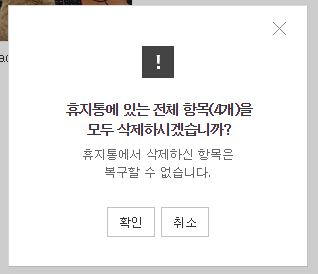 !
휴지통에 있는 전체 항목(4개)을
모두 삭제하시겠습니까?
휴지통에서 삭제하신 항목은
복구할 수 없습니다.
확인 취소